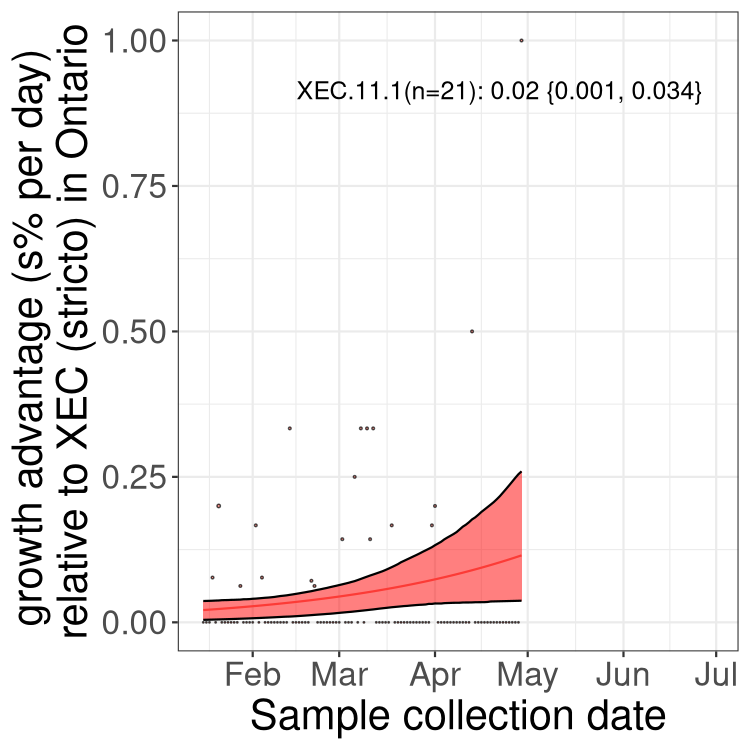 growth advantage (s% per day)
relative to XEC (stricto) in Ontario
1.00
0.75
0.50
0.25
0.00
XEC.11.1(n=21): 0.02 {0.001, 0.034}
Feb Mar Apr May Jun Jul
Sample collection date